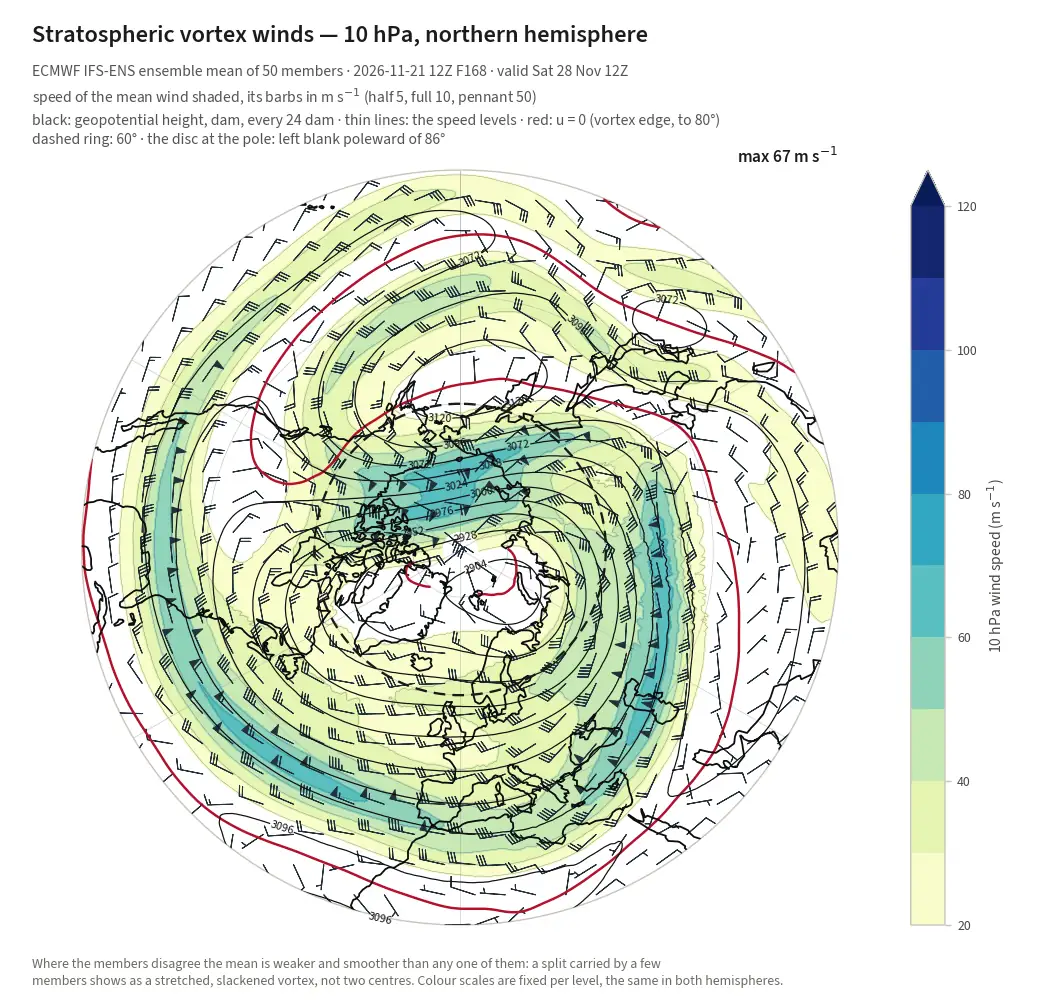 Stratospheric vortex winds — 10 hPa, northern hemisphere
ECMWF IFS-ENS ensemble mean of 50 members · 2026-11-21 12Z F168 · valid Sat 28 Nov 12Z
speed of the mean wind shaded, its barbs in m s⁻¹ (half 5, full 10, pennant 50)
black: geopotential height, dam, every 24 dam · thin lines: the speed levels · red: u = 0 (vortex edge, to 80°)
dashed ring: 60° · the disc at the pole: left blank poleward of 86°
max 67 m s⁻¹
120
100
80
60
40
20
10 hPa wind speed (m s⁻¹)
3072
3072
3120
3072
3024
2976
2928
2904
3096
3096
Where the members disagree the mean is weaker and smoother than any one of them: a split carried by a few
members shows as a stretched, slackened vortex, not two centres. Colour scales are fixed per level, the same in both hemispheres.